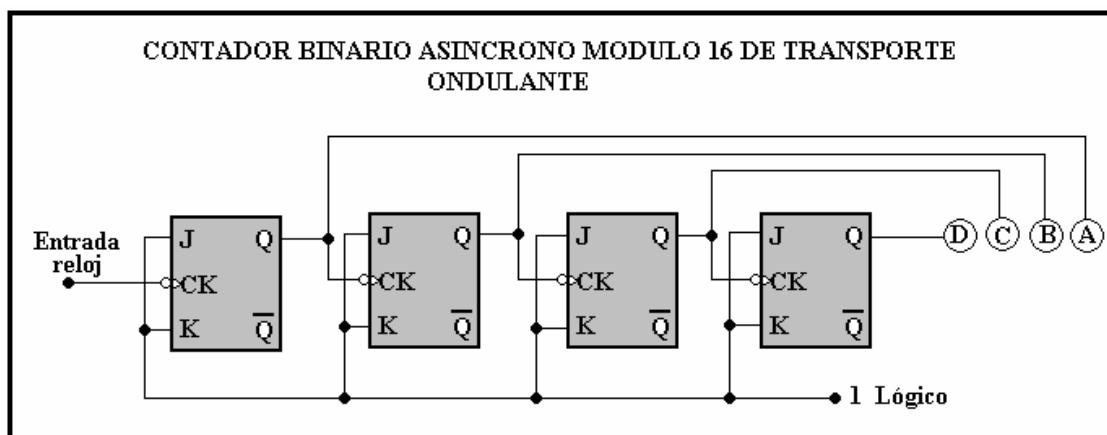 CONTADOR BINARIO ASINCRONO MODULO 16 DE TRANSPORTE
ONDULANTE
Entrada
reloj
J Q
CK
K Q̅
J Q
CK
K Q̅
J Q
CK
K Q̅
J Q
CK
K Q̅
D C B A
1 Lógico